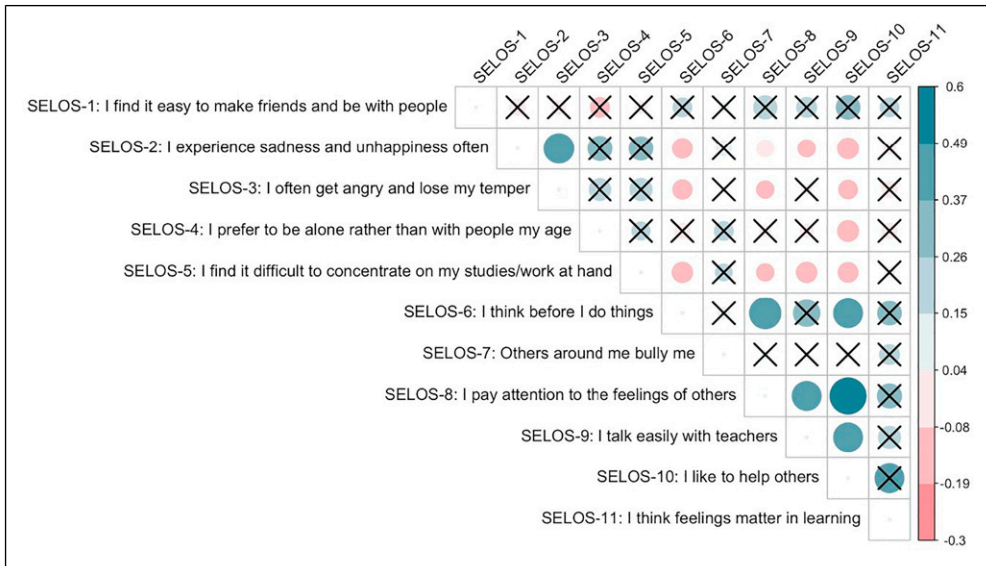 SELOS-1
SELOS-2
SELOS-3
SELOS-4
SELOS-5
SELOS-6
SELOS-7
SELOS-8
SELOS-9
SELOS-10
SELOS-11
SELOS-1: I find it easy to make friends and be with people
SELOS-2: I experience sadness and unhappiness often
SELOS-3: I often get angry and lose my temper
SELOS-4: I prefer to be alone rather than with people my age
SELOS-5: I find it difficult to concentrate on my studies/work at hand
SELOS-6: I think before I do things
SELOS-7: Others around me bully me
SELOS-8: I pay attention to the feelings of others
SELOS-9: I talk easily with teachers
SELOS-10: I like to help others
SELOS-11: I think feelings matter in learning
0.6
0.49
0.37
0.26
0.15
0.04
-0.08
-0.19
-0.3